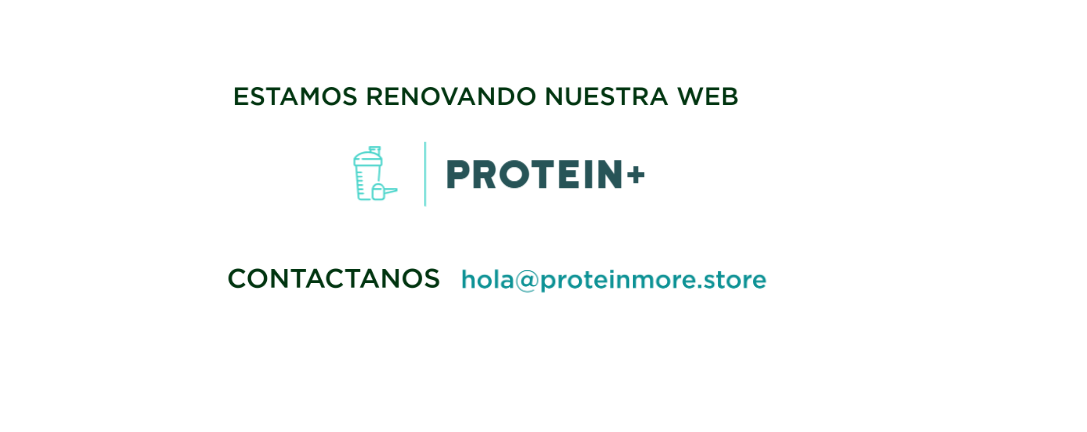 ESTAMOS RENOVANDO NUESTRA WEB
PROTEIN+
CONTACTANOS hola@proteinmore.store